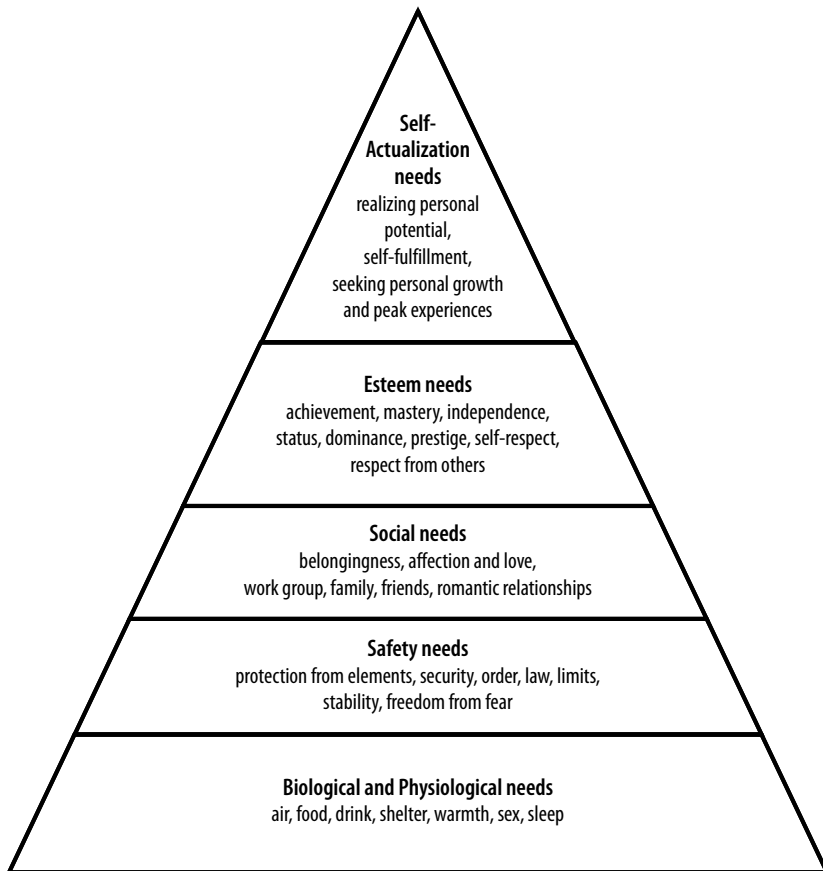 Self-
Actualization
needs
realizing personal
potential,
self-fulfillment,
seeking personal growth
and peak experiences
Esteem needs
achievement, mastery, independence,
status, dominance, prestige, self-respect,
respect from others
Social needs
belongingness, affection and love,
work group, family, friends, romantic relationships
Safety needs
protection from elements, security, order, law, limits,
stability, freedom from fear
Biological and Physiological needs
air, food, drink, shelter, warmth, sex, sleep